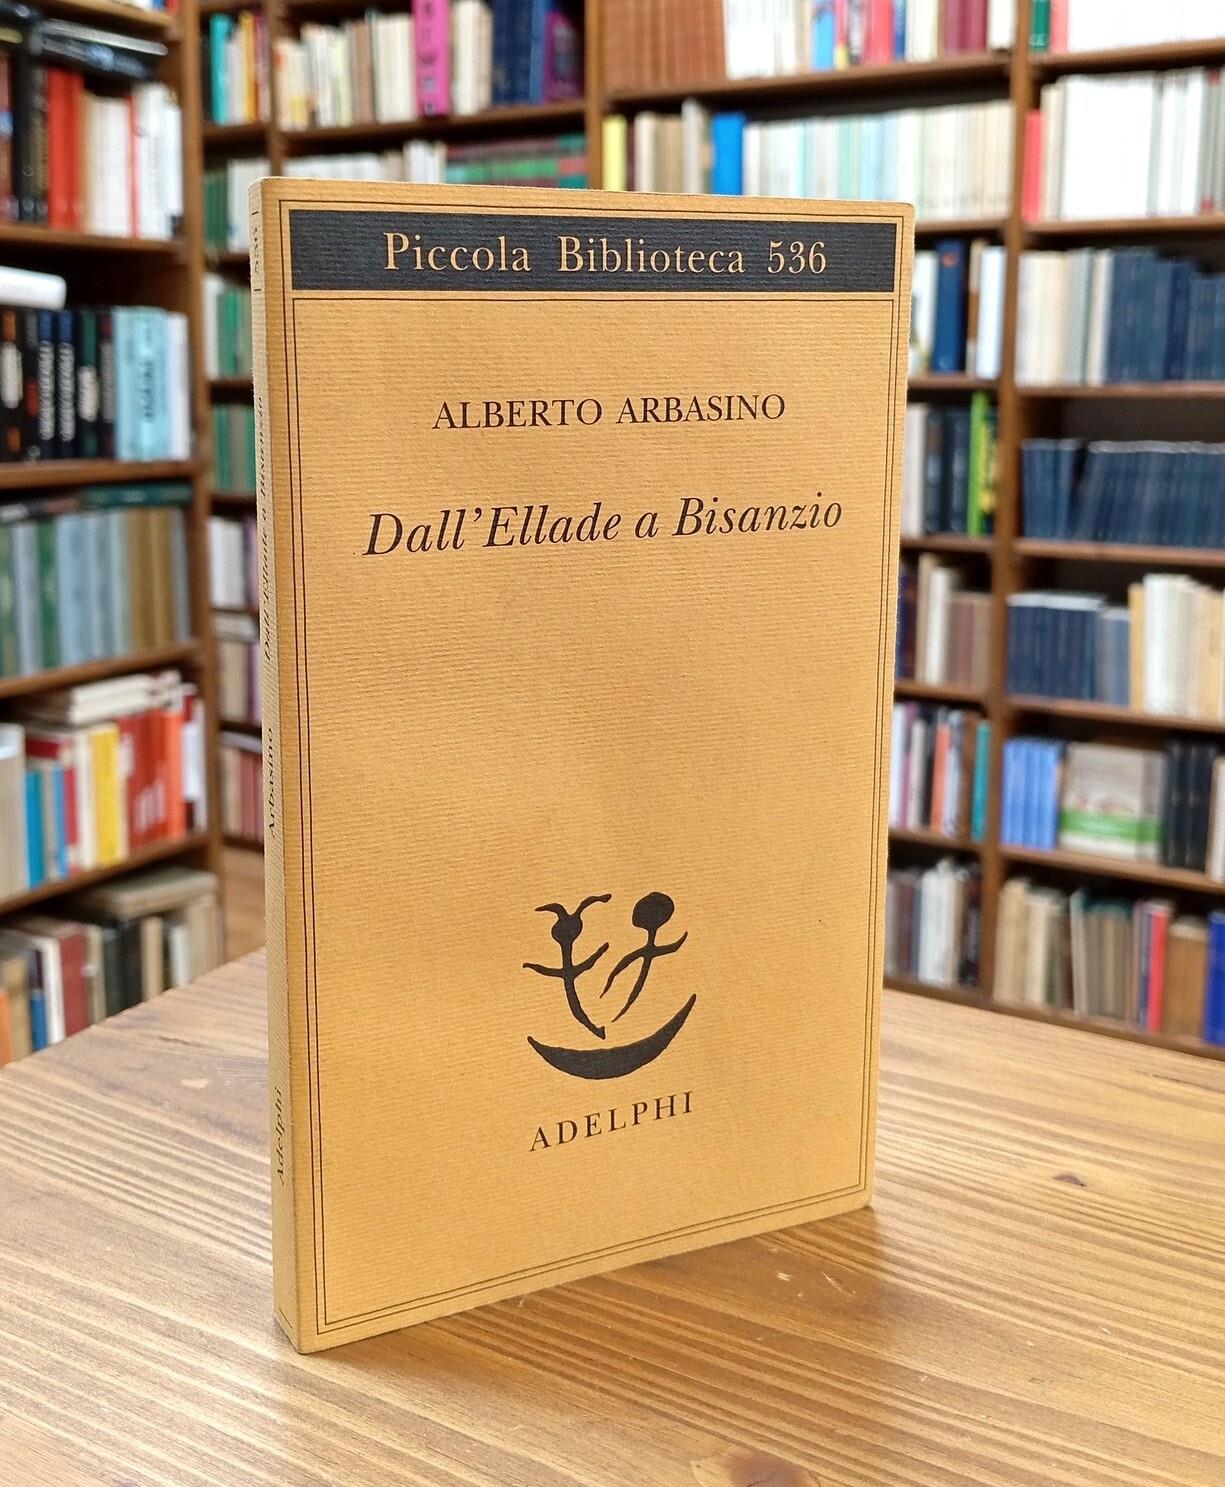 Piccola Biblioteca 536
ALBERTO ARBASINO
Dall'Ellade a Bisanzio
ADELPHI
Arbasino Dall'Ellade a Bisanzio
Adelphi